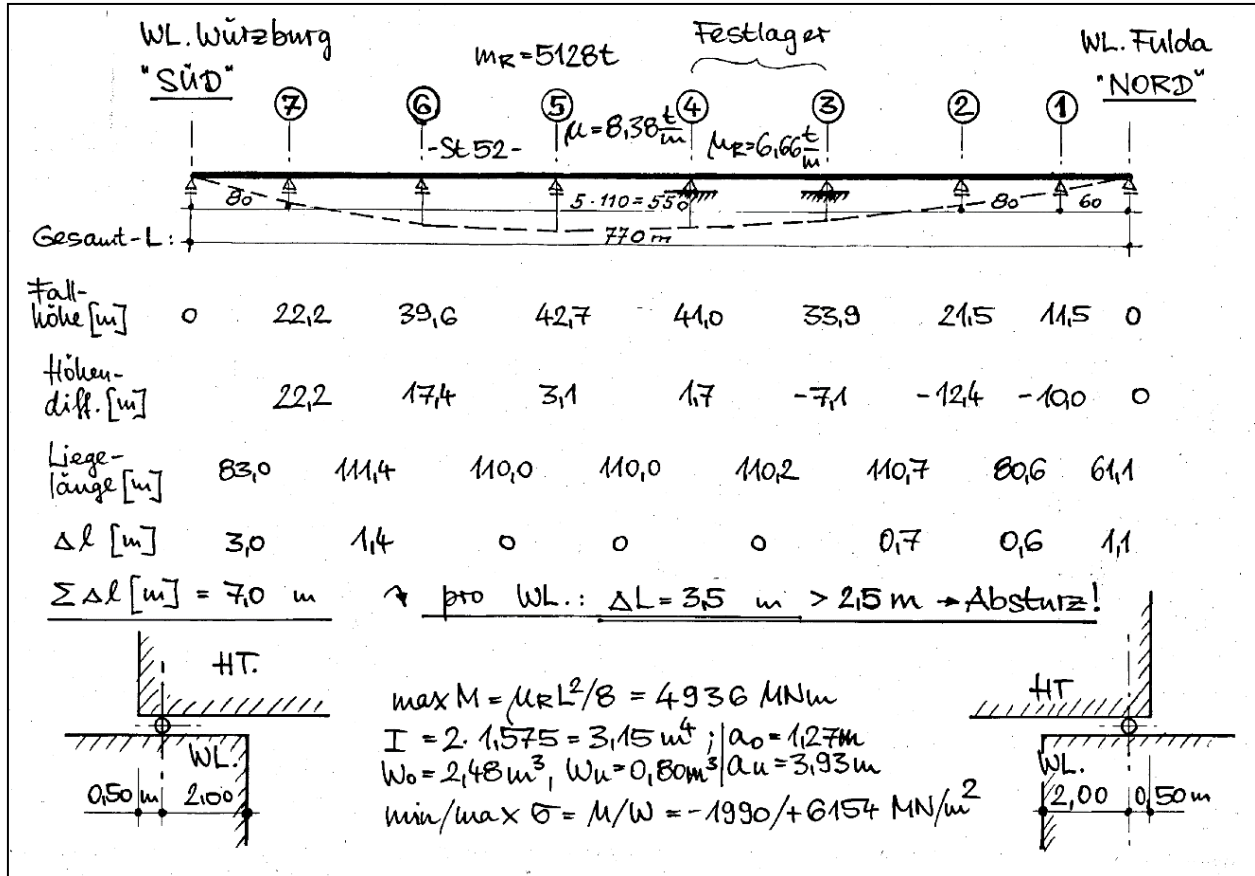 WL. Würzburg
"SÜD"
m_R=5128t
Festlager
WL. Fulda
"NORD"
⑦ ⑥ ⑤ ④ ③ ② ①
-St 52- μ=8,38 t/m μ_R=6,66 t/m
80 5·110=550 80 60
Gesamt-L: 770 m
Fall-
höhe [m] 0 22,2 39,6 42,7 41,0 33,9 21,5 11,5 0
Höhen-
diff. [m] 22,2 17,4 3,1 1,7 -7,1 -12,4 -10,0 0
Liege-
länge [m] 83,0 111,4 110,0 110,0 110,2 110,7 80,6 61,1
Δl [m] 3,0 1,4 0 0 0 0,7 0,6 1,1
ΣΔl [m] = 7,0 m ↷ pro WL.: ΔL = 3,5 m > 2,5 m → Absturz!
HT.
WL.
0,50 m 2,00
max M = μ_R L²/8 = 4936 MNm
I = 2·1,575 = 3,15 m⁴ ; a_o = 1,27m
W_o = 2,48 m³, W_u = 0,80m³ a_u = 3,93m
min/max σ = M/W = -1990/+6154 MN/m²
HT
WL.
2,00 0,50 m